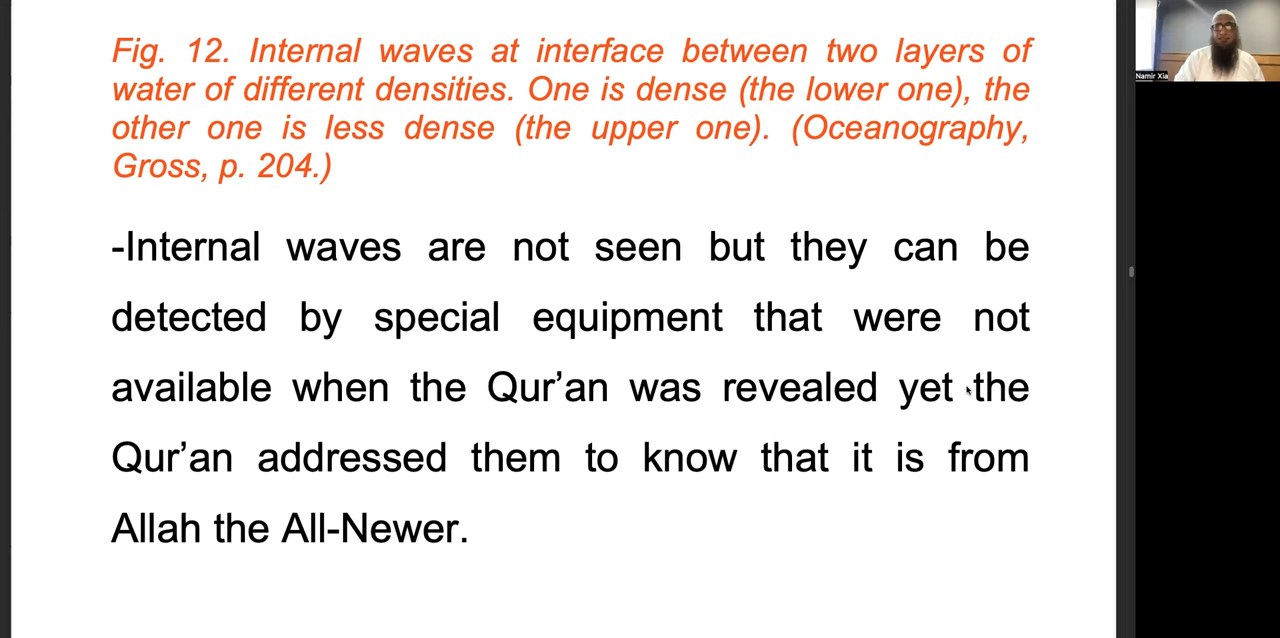 Fig. 12. Internal waves at interface between two layers of
water of different densities. One is dense (the lower one), the
other one is less dense (the upper one). (Oceanography,
Gross, p. 204.)
-Internal waves are not seen but they can be
detected by special equipment that were not
available when the Qur’an was revealed yet the
Qur’an addressed them to know that it is from
Allah the All-Newer.
Namir Xia